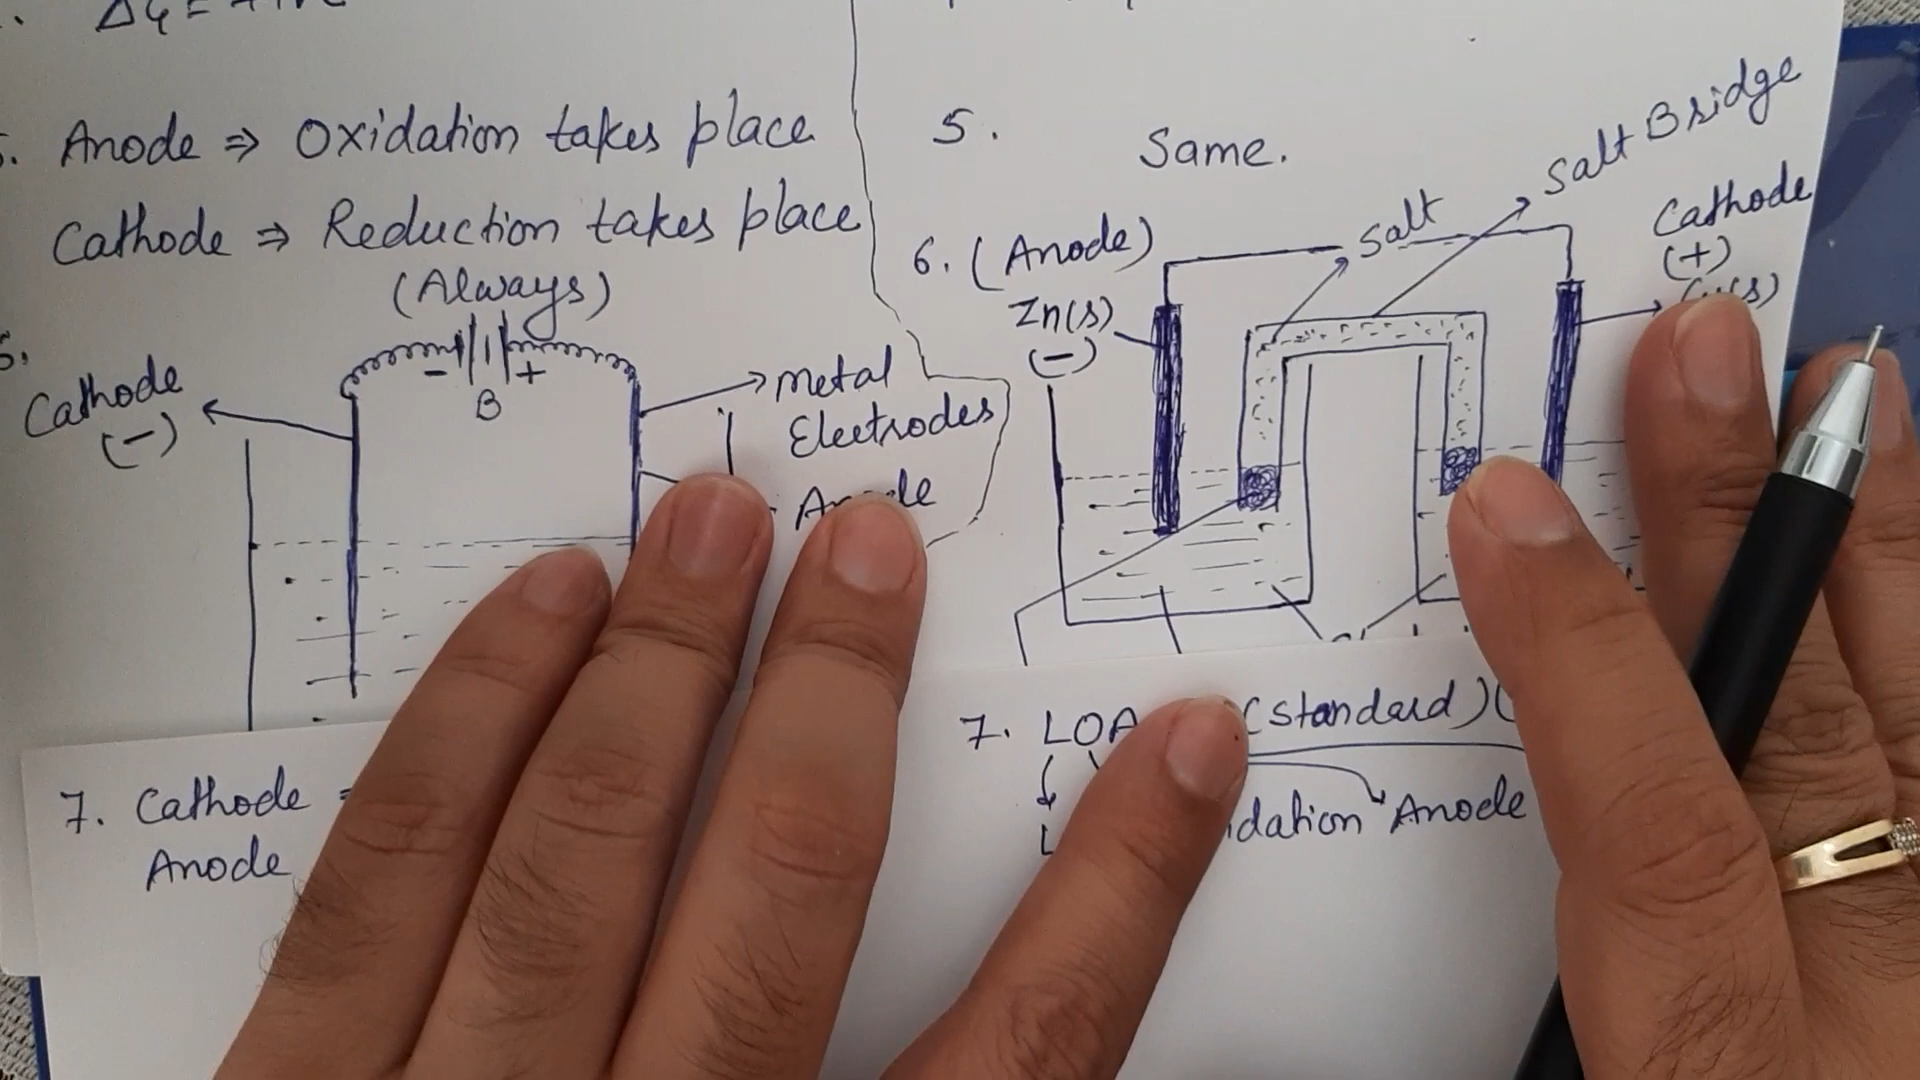 5. Anode ⇒ Oxidation takes place
Cathode ⇒ Reduction takes place
(Always)
Cathode
(-)
- +
B
Metal
Electrodes
5.
Same.
Salt Bridge
Salt
6. (Anode)
Zn(s)
(-)
Cathode
(+)
(s)
7. Cathode
Anode
7. LOA (Standard)
Anode